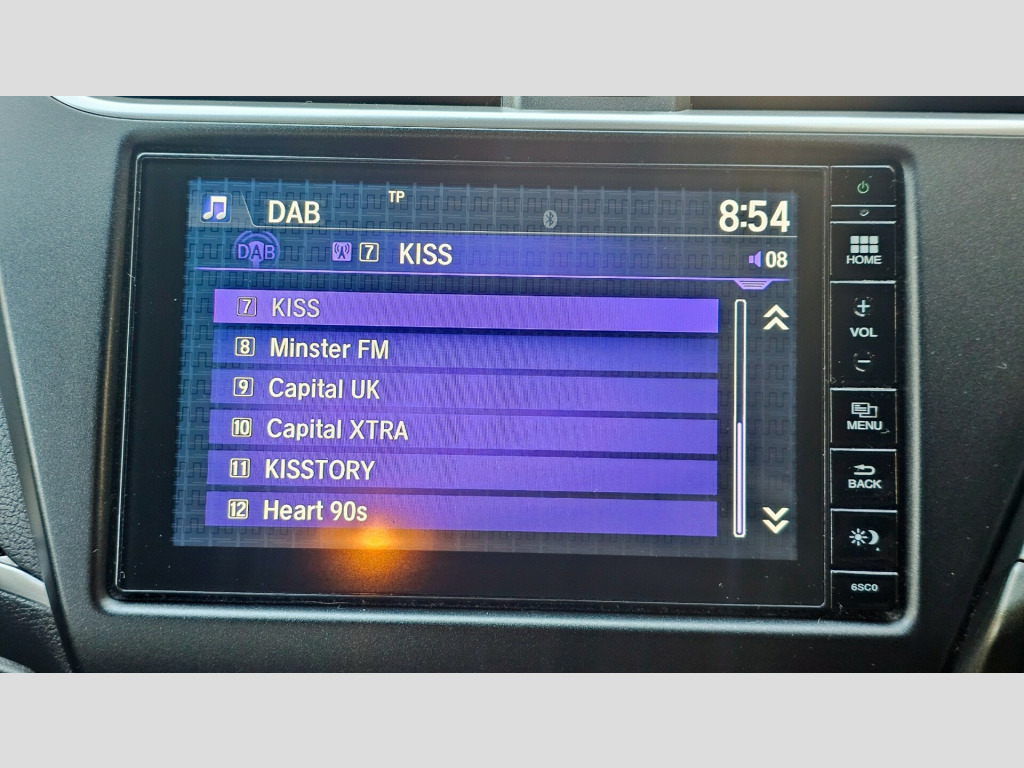 TP
DAB 8:54
DAB 7 KISS 08
7 KISS
8 Minster FM
9 Capital UK
10 Capital XTRA
11 KISSTORY
12 Heart 90s
HOME
+
VOL
−
MENU
BACK
6SC0